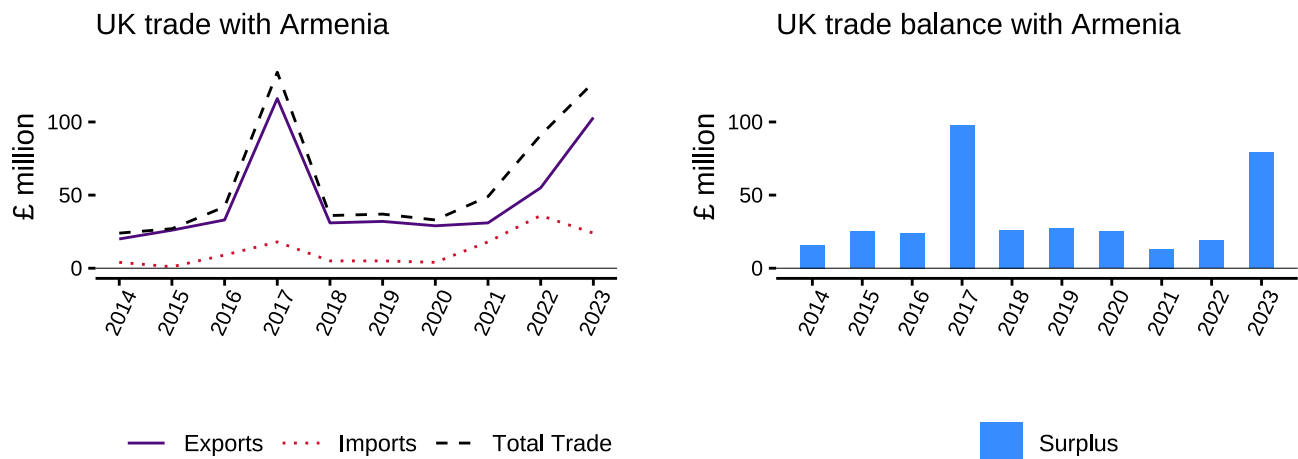 UK trade with Armenia
£ million
100
50
0
2014 2015 2016 2017 2018 2019 2020 2021 2022 2023
Exports Imports Total Trade
UK trade balance with Armenia
£ million
100
50
0
2014 2015 2016 2017 2018 2019 2020 2021 2022 2023
Surplus